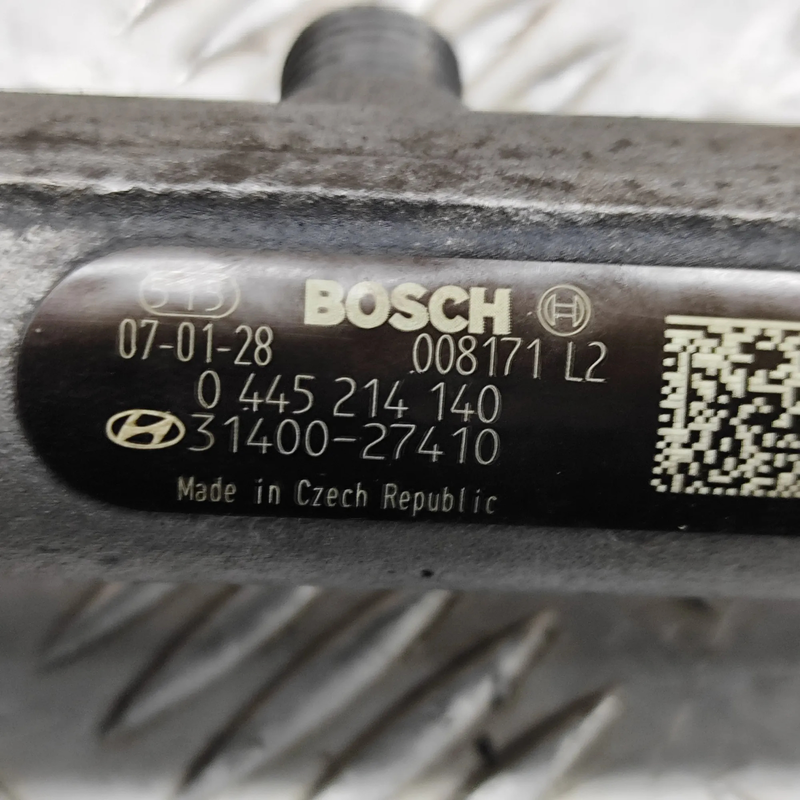 BOSCH
07-01-28 008171 L2
0 445 214 140
31400-27410
Made in Czech Republic